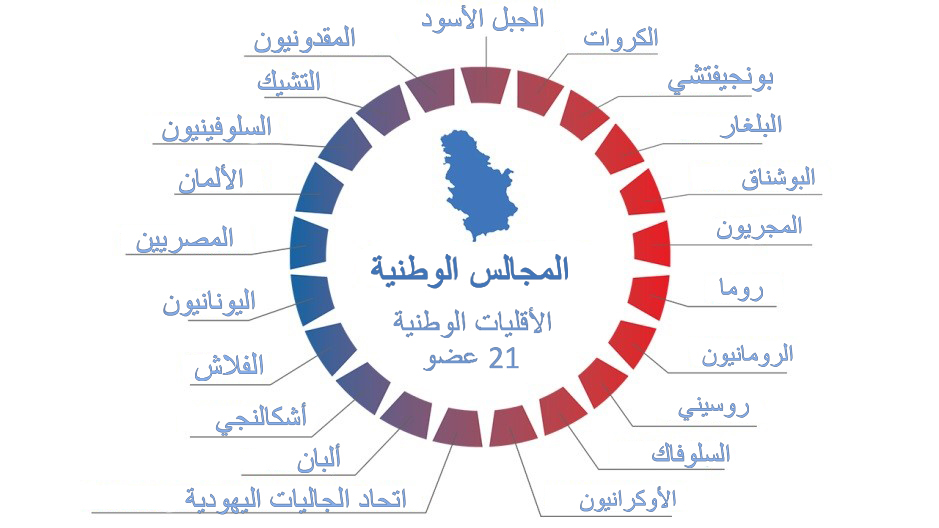 الجبل الأسود
الكروات
بونجيفتشي
البلغار
البوشناق
المجريون
روما
الرومانيون
روسيني
السلوفاك
الأوكرانيون
اتحاد الجاليات اليهودية
ألبان
أشكالنجي
الفلاش
اليونانيون
المصريين
الألمان
السلوفينيون
التشيك
المقدونيون
المجالس الوطنية
الأقليات الوطنية
21 عضو